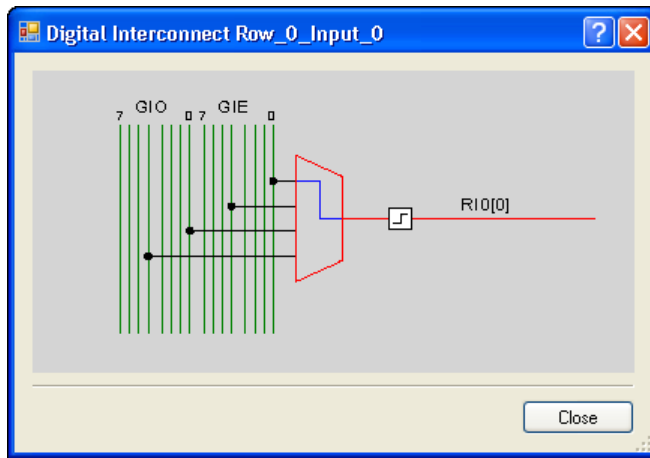 Digital Interconnect Row_0_Input_0
7 GIO 0 7 GIE 0
RI0[0]
Close